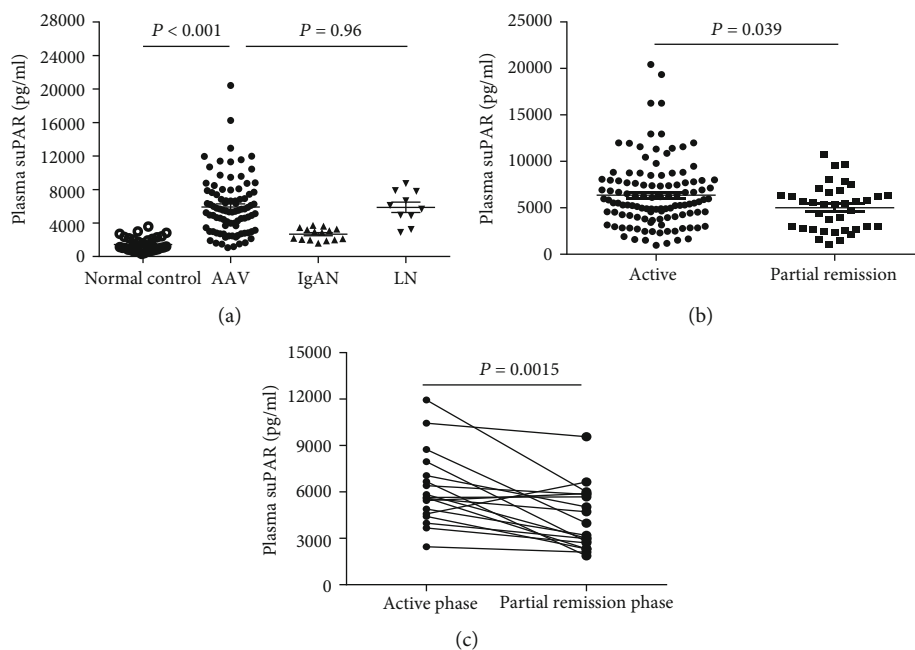 28000
24000
20000
16000
12000
8000
4000
0
Plasma suPAR (pg/ml)
P < 0.001
P = 0.96
Normal control
AAV
IgAN
LN
(a)
25000
20000
15000
10000
5000
0
Plasma suPAR (pg/ml)
P = 0.039
Active
Partial remission
(b)
15000
12000
9000
6000
3000
0
Plasma suPAR (pg/ml)
P = 0.0015
Active phase
Partial remission phase
(c)